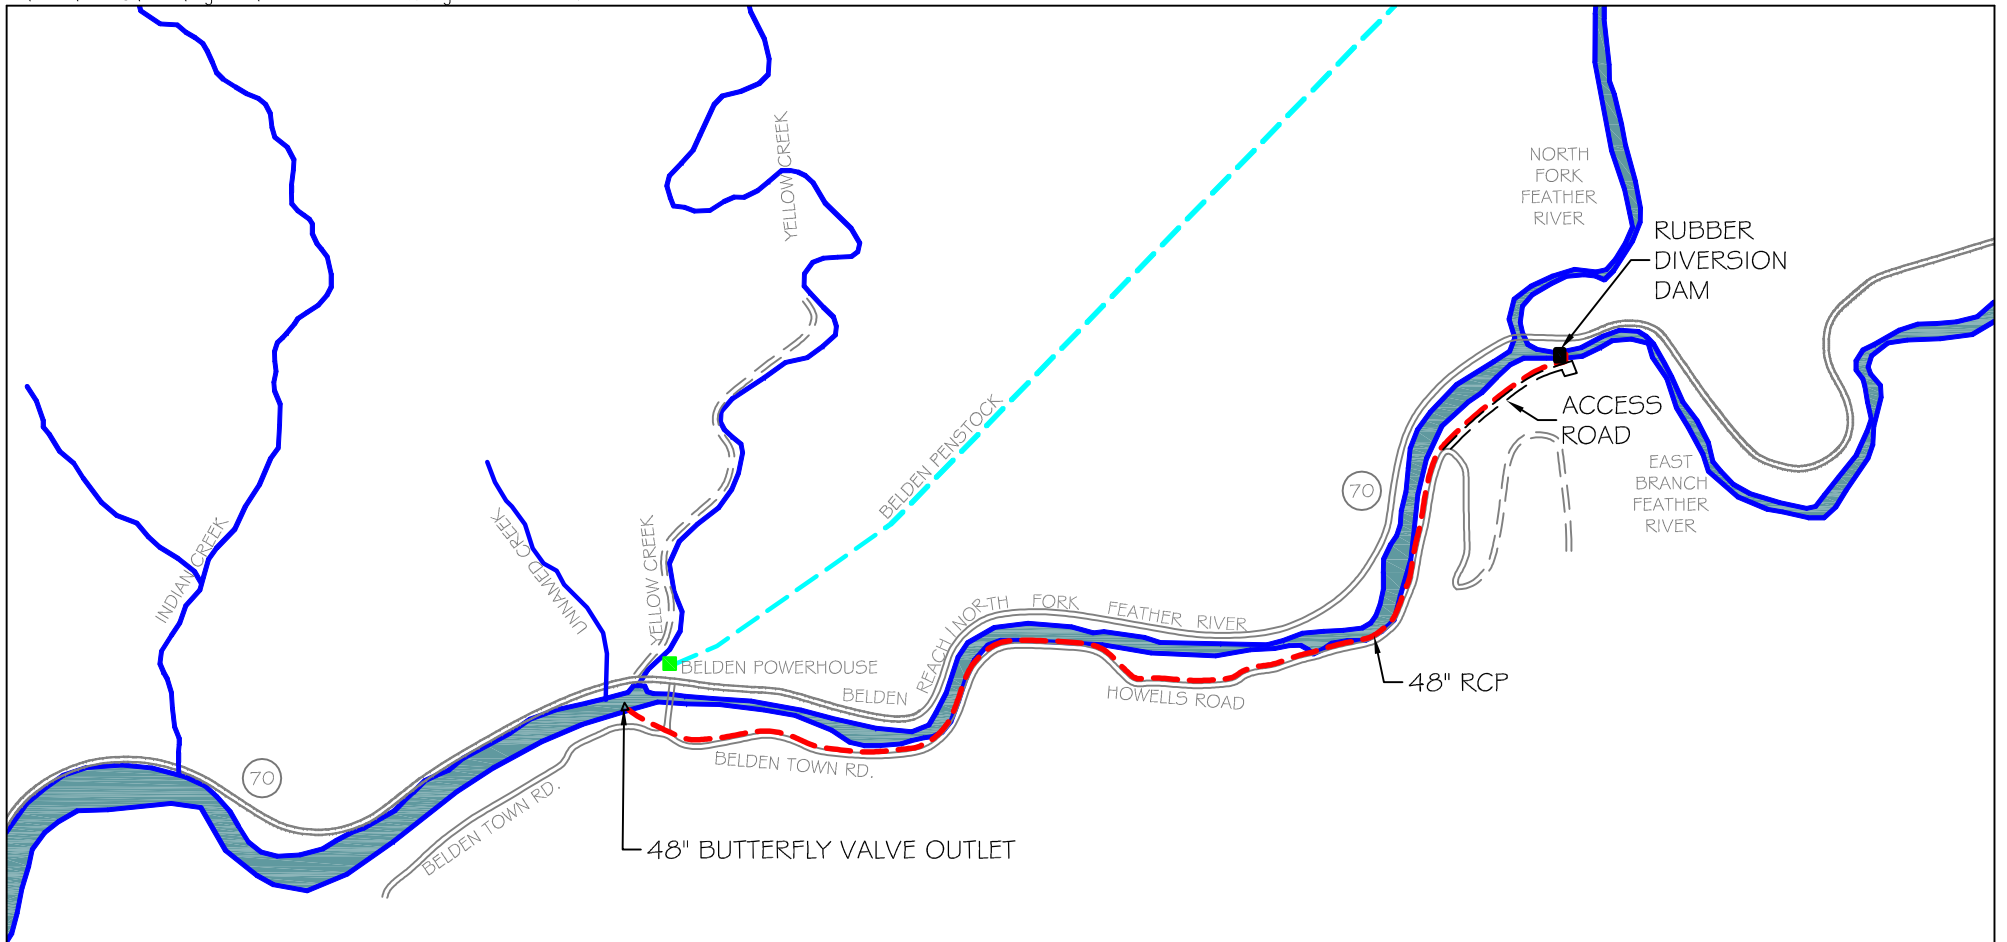 YELLOW CREEK
NORTH
FORK
FEATHER
RIVER
RUBBER
DIVERSION
DAM
ACCESS
ROAD
BELDEN PENSTOCK
EAST
BRANCH
FEATHER
RIVER
70
INDIAN CREEK
UNNAMED CREEK
YELLOW CREEK
BELDEN POWERHOUSE
BELDEN REACH NORTH FORK FEATHER RIVER
48" RCP
HOWELLS ROAD
BELDEN TOWN RD.
70
BELDEN TOWN RD.
48" BUTTERFLY VALVE OUTLET